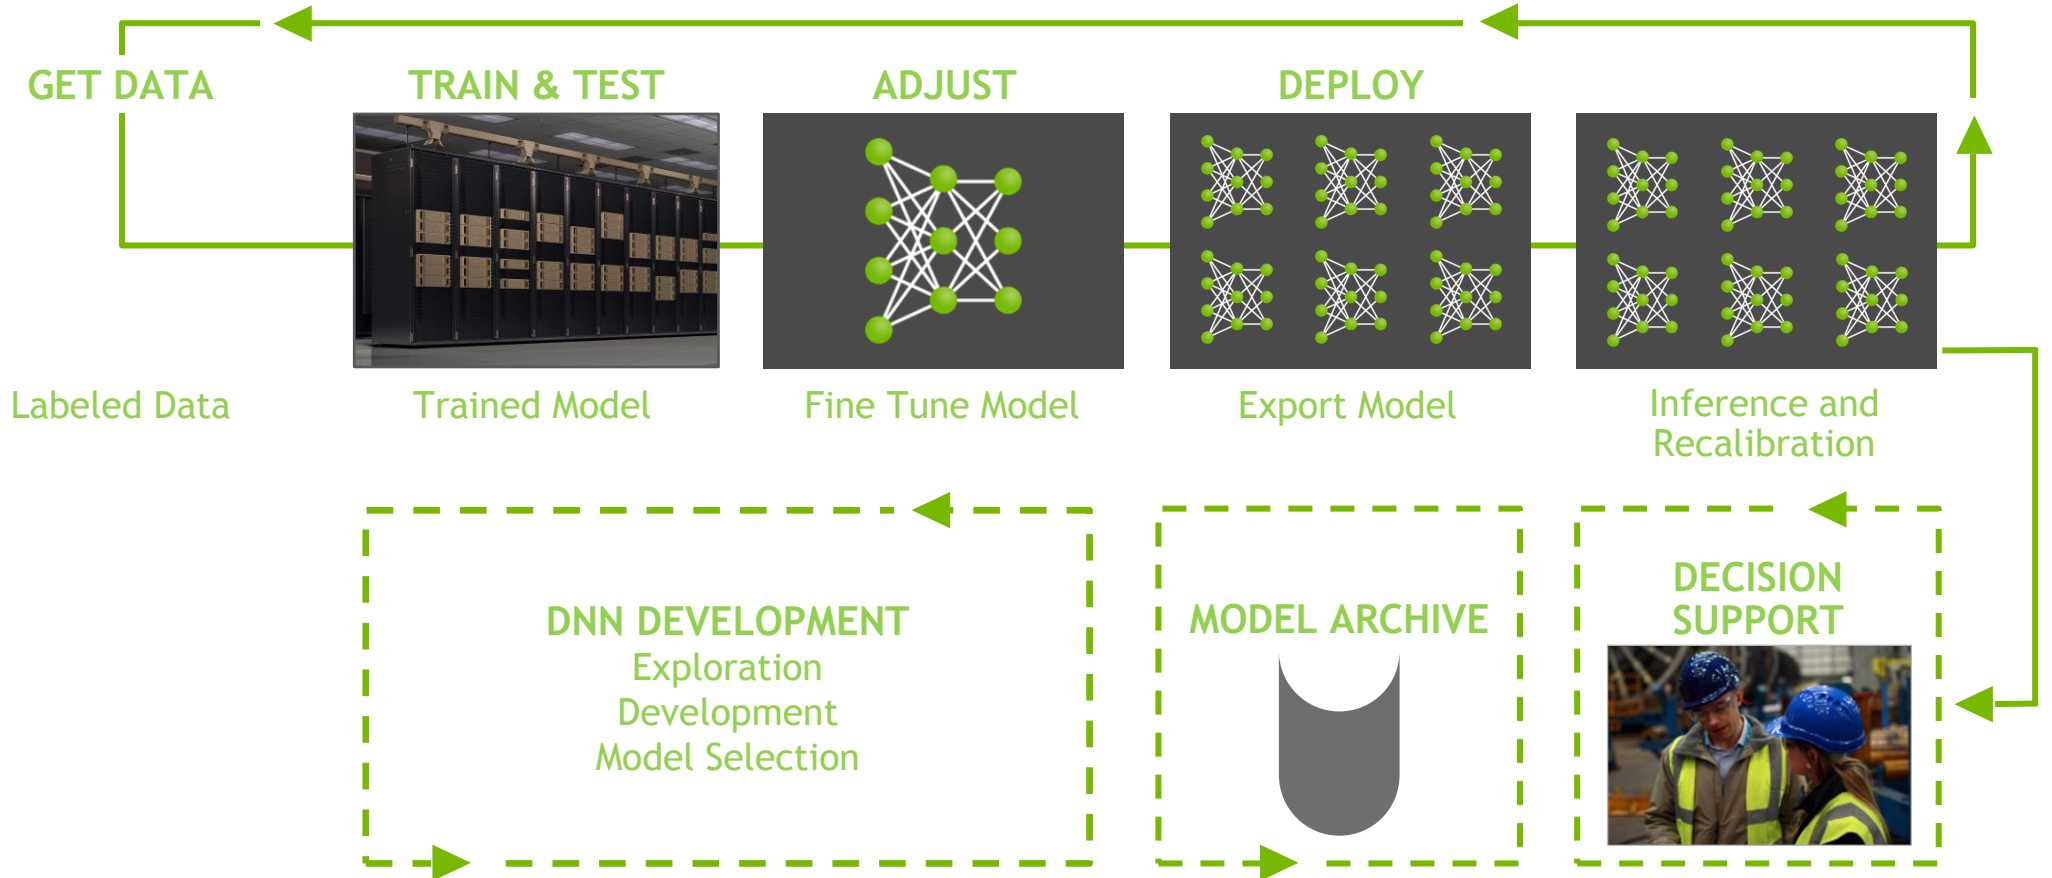 GET DATA
TRAIN & TEST
ADJUST
DEPLOY
Labeled Data
Trained Model
Fine Tune Model
Export Model
Inference and
Recalibration
DNN DEVELOPMENT
Exploration
Development
Model Selection
MODEL ARCHIVE
DECISION
SUPPORT